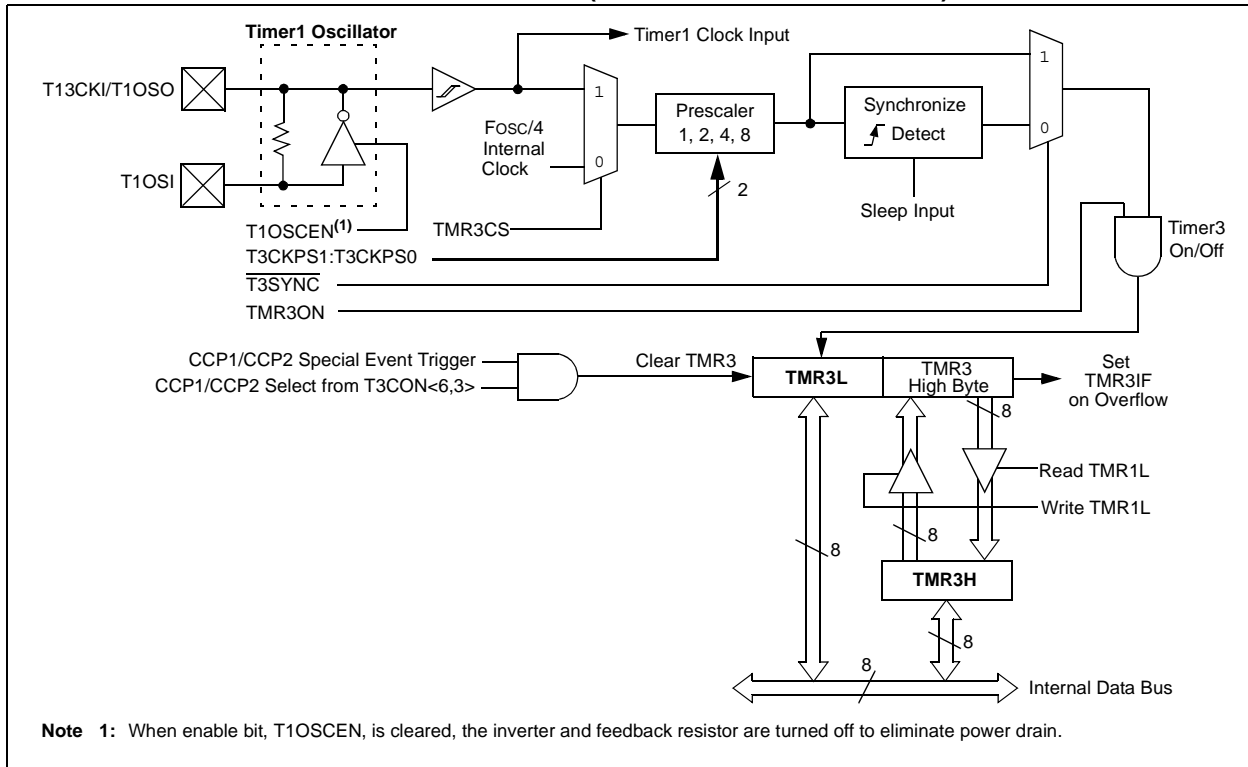 Timer1 Oscillator
Timer1 Clock Input
T13CKI/T1OSO
1
1
Prescaler
1, 2, 4, 8
Synchronize
Detect
FOSC/4
Internal
Clock
0
0
T1OSI
2
Sleep Input
T1OSCEN(1)
TMR3CS
Timer3
On/Off
T3CKPS1:T3CKPS0
T3SYNC
TMR3ON
CCP1/CCP2 Special Event Trigger
Clear TMR3
CCP1/CCP2 Select from T3CON<6,3>
TMR3L
TMR3
High Byte
Set
TMR3IF
on Overflow
8
Read TMR1L
Write TMR1L
8
8
TMR3H
8
8
Internal Data Bus
Note 1: When enable bit, T1OSCEN, is cleared, the inverter and feedback resistor are turned off to eliminate power drain.